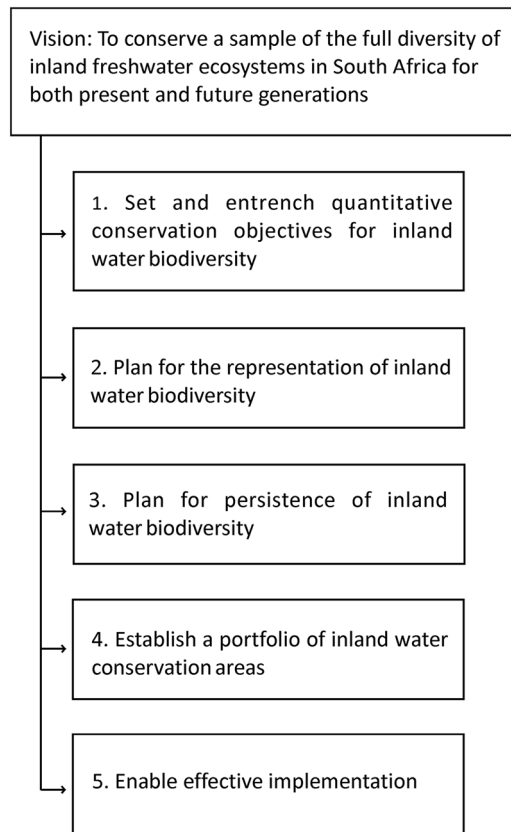 Vision: To conserve a sample of the full diversity of
inland freshwater ecosystems in South Africa for
both present and future generations
1. Set and entrench quantitative
conservation objectives for inland
water biodiversity
2. Plan for the representation of inland
water biodiversity
3. Plan for persistence of inland
water biodiversity
4. Establish a portfolio of inland water
conservation areas
5. Enable effective implementation